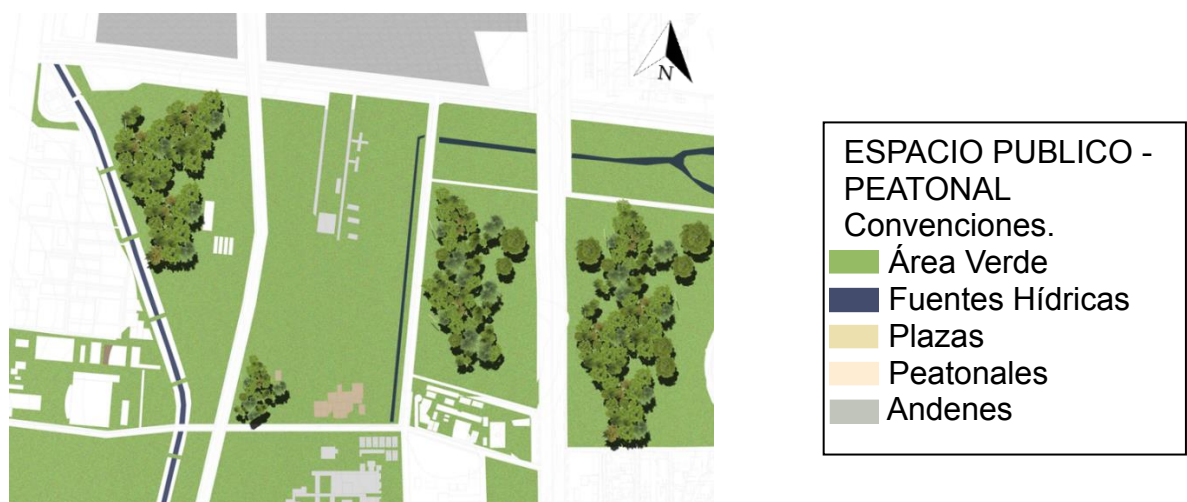 N
ESPACIO PUBLICO -
PEATONAL
Convenciones.
Área Verde
Fuentes Hídricas
Plazas
Peatonales
Andenes